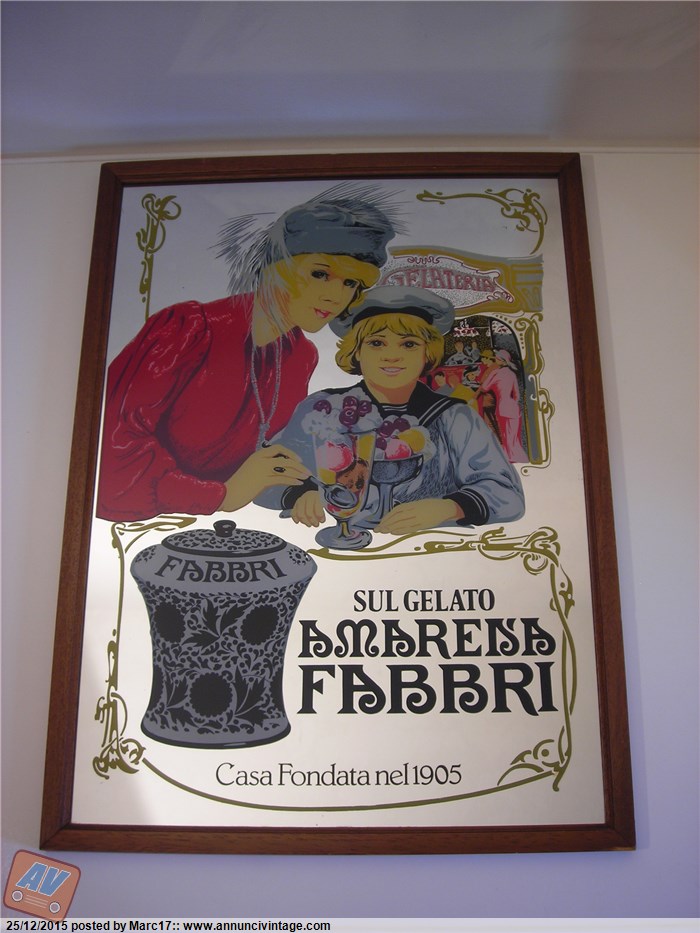 GELATERIA
FABBRI
SUL GELATO
AMARENA
FABBRI
Casa Fondata nel 1905
AV
25/12/2015 posted by Marc17:: www.annuncivintage.com